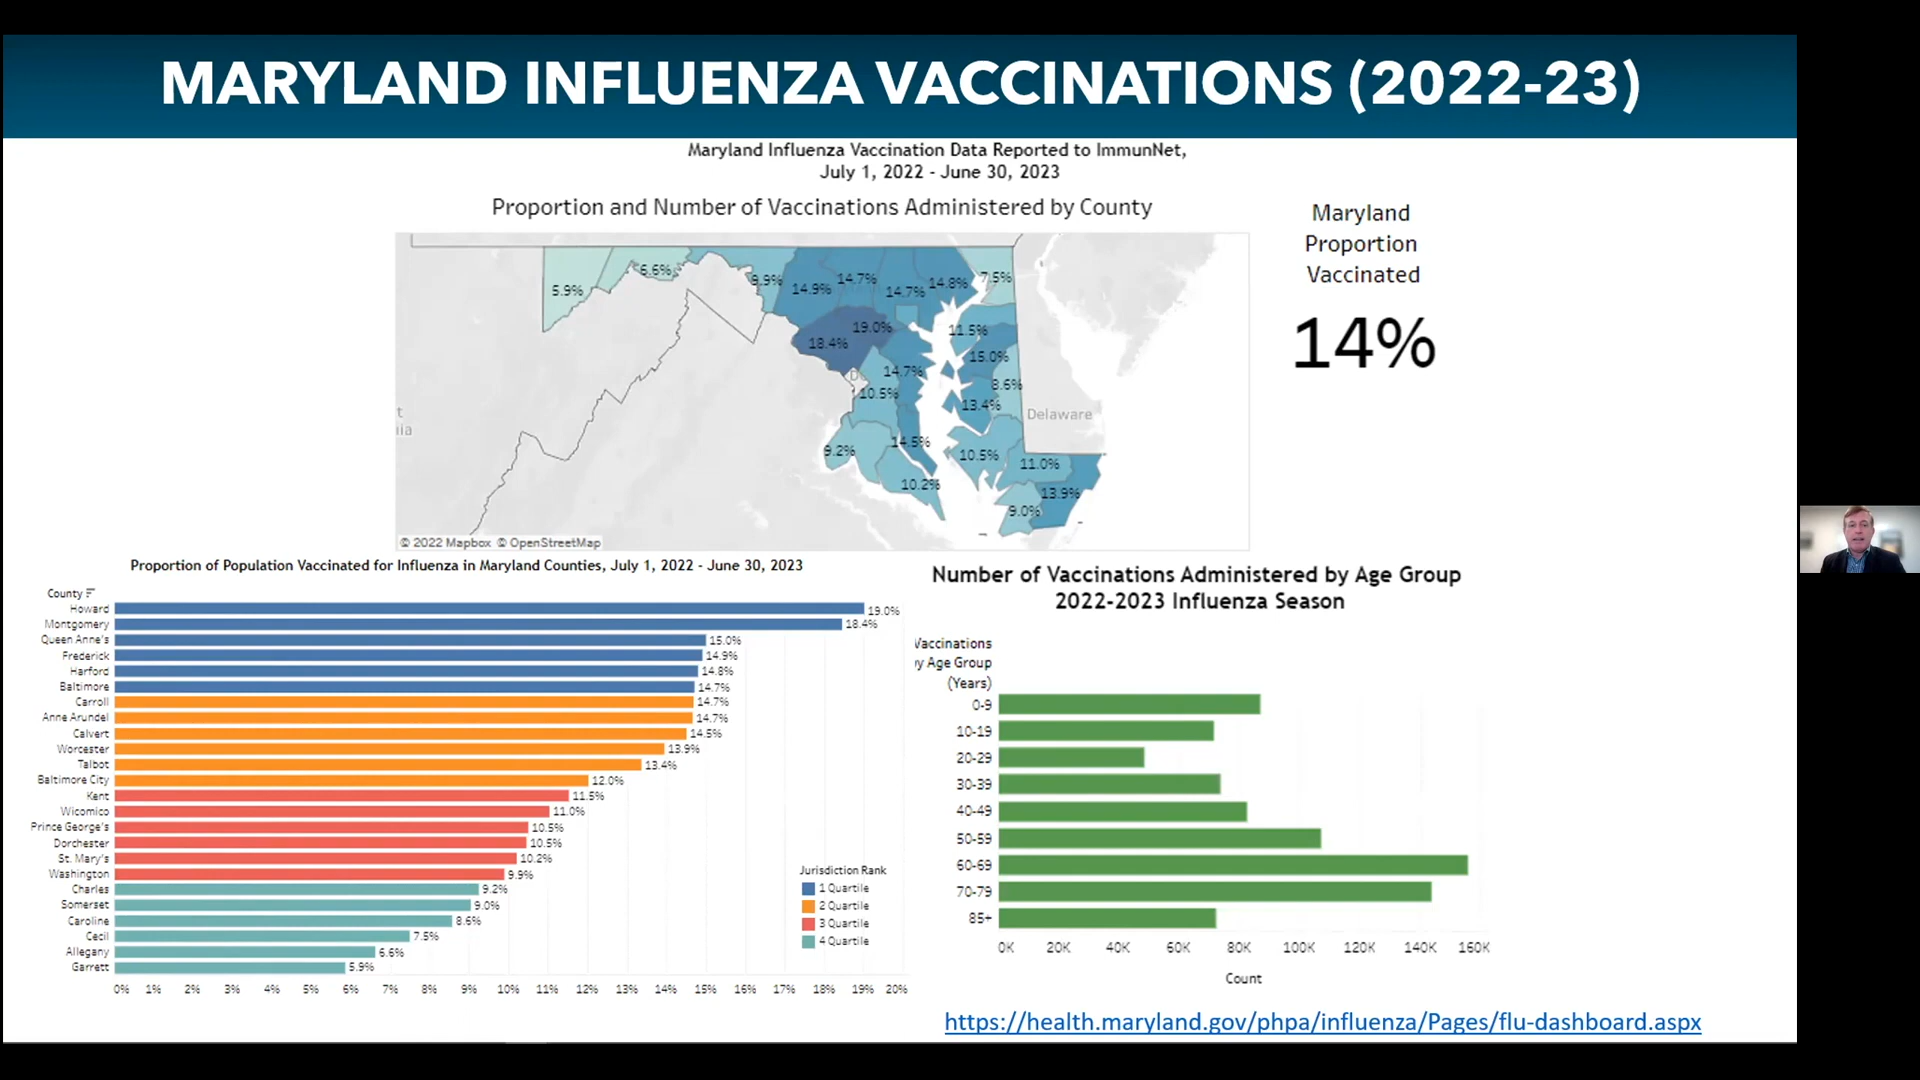 MARYLAND INFLUENZA VACCINATIONS (2022-23)
Maryland Influenza Vaccination Data Reported to ImmunNet,
July 1, 2022 - June 30, 2023
Proportion and Number of Vaccinations Administered by County
5.9%
6.6%
9.9%
14.9%
14.7%
14.7%
14.8%
7.5%
19.0%
18.4%
11.5%
15.0%
14.7%
8.6%
10.5%
13.4%
Delaware
t
ia
14.5%
9.2%
10.5%
11.0%
10.2%
13.9%
9.0%
© 2022 Mapbox © OpenStreetMap
Maryland
Proportion
Vaccinated
14%
Proportion of Population Vaccinated for Influenza in Maryland Counties, July 1, 2022 - June 30, 2023
County
Howard 19.0%
Montgomery 18.4%
Queen Anne's 15.0%
Frederick 14.9%
Harford 14.8%
Baltimore 14.7%
Carroll 14.7%
Anne Arundel 14.7%
Calvert 14.5%
Worcester 13.9%
Talbot 13.4%
Baltimore City 12.0%
Kent 11.5%
Wicomico 11.0%
Prince George's 10.5%
Dorchester 10.5%
St. Mary's 10.2%
Washington 9.9%
Charles 9.2%
Somerset 9.0%
Caroline 8.6%
Cecil 7.5%
Allegany 6.6%
Garrett 5.9%
0% 1% 2% 3% 4% 5% 6% 7% 8% 9% 10% 11% 12% 13% 14% 15% 16% 17% 18% 19% 20%
Jurisdiction Rank
1 Quartile
2 Quartile
3 Quartile
4 Quartile
Number of Vaccinations Administered by Age Group
2022-2023 Influenza Season
Vaccinations
y Age Group
(Years)
0-9
10-19
20-29
30-39
40-49
50-59
60-69
70-79
85+
0K 20K 40K 60K 80K 100K 120K 140K 160K
Count
https://health.maryland.gov/phpa/influenza/Pages/flu-dashboard.aspx